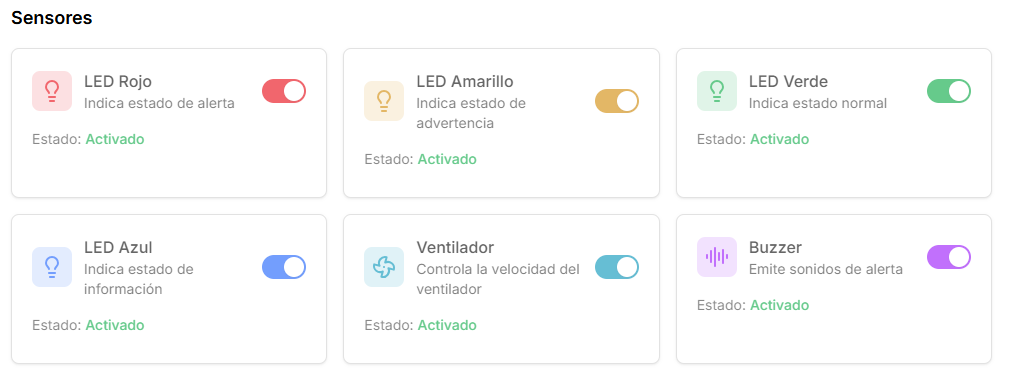 Sensores
LED Rojo
Indica estado de alerta
Estado: Activado
LED Amarillo
Indica estado de
advertencia
Estado: Activado
LED Verde
Indica estado normal
Estado: Activado
LED Azul
Indica estado de
información
Estado: Activado
Ventilador
Controla la velocidad del
ventilador
Estado: Activado
Buzzer
Emite sonidos de alerta
Estado: Activado